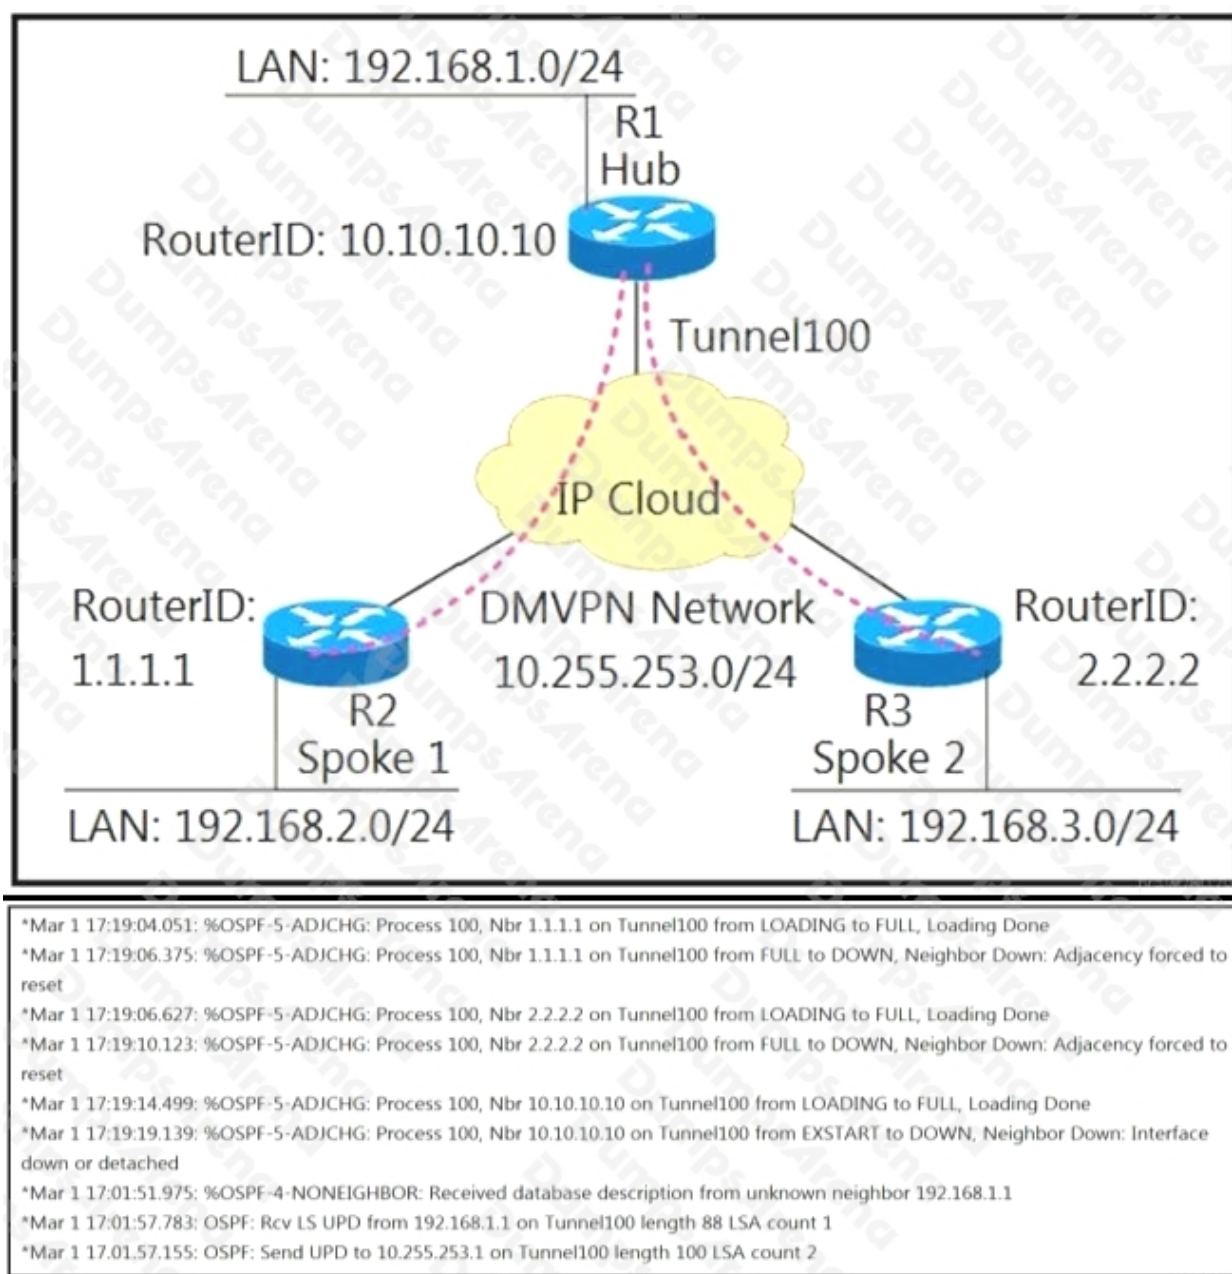 LAN: 192.168.1.0/24
R1
Hub
RouterID: 10.10.10.10
Tunnel100
IP Cloud
RouterID:
1.1.1.1
DMVPN Network
10.255.253.0/24
RouterID:
2.2.2.2
R2
Spoke 1
R3
Spoke 2
LAN: 192.168.2.0/24
LAN: 192.168.3.0/24
*Mar 1 17:19:04.051: %OSPF-5-ADJCHG: Process 100, Nbr 1.1.1.1 on Tunnel100 from LOADING to FULL, Loading Done
*Mar 1 17:19:06.375: %OSPF-5-ADJCHG: Process 100, Nbr 1.1.1.1 on Tunnel100 from FULL to DOWN, Neighbor Down: Adjacency forced to
reset
*Mar 1 17:19:06.627: %OSPF-5-ADJCHG: Process 100, Nbr 2.2.2.2 on Tunnel100 from LOADING to FULL, Loading Done
*Mar 1 17:19:10.123: %OSPF-5-ADJCHG: Process 100, Nbr 2.2.2.2 on Tunnel100 from FULL to DOWN, Neighbor Down: Adjacency forced to
reset
*Mar 1 17:19:14.499: %OSPF-5-ADJCHG: Process 100, Nbr 10.10.10.10 on Tunnel100 from LOADING to FULL, Loading Done
*Mar 1 17:19:19.139: %OSPF-5-ADJCHG: Process 100, Nbr 10.10.10.10 on Tunnel100 from EXSTART to DOWN, Neighbor Down: Interface
down or detached
*Mar 1 17:01:51.975: %OSPF-4-NONEIGHBOR: Received database description from unknown neighbor 192.168.1.1
*Mar 1 17:01:57.783: OSPF: Rcv LS UPD from 192.168.1.1 on Tunnel100 length 88 LSA count 1
*Mar 1 17.01.57.155: OSPF: Send UPD to 10.255.253.1 on Tunnel100 length 100 LSA count 2
DumpsArena